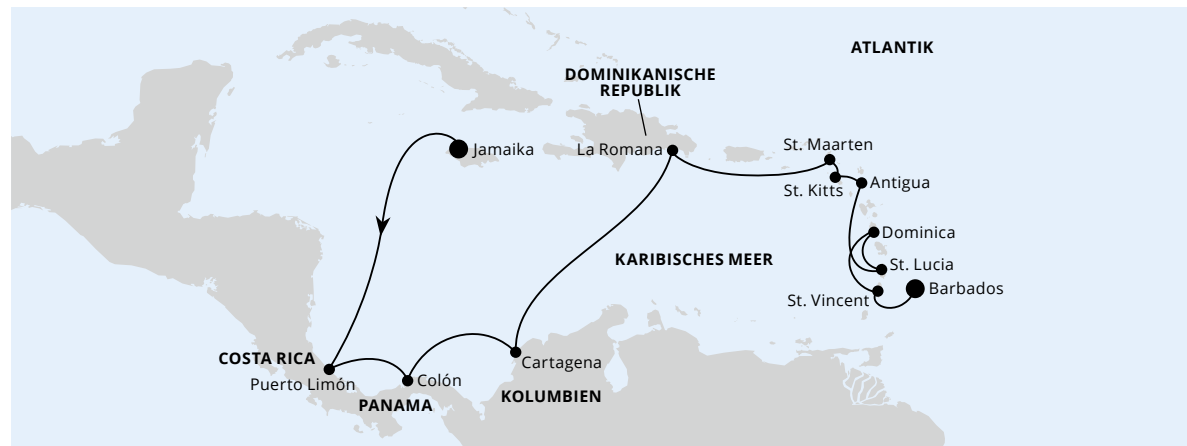 ATLANTIK
DOMINIKANISCHE
REPUBLIK
Jamaika
La Romana
St. Maarten
St. Kitts
Antigua
Dominica
KARIBISCHES MEER
St. Lucia
Barbados
St. Vincent
COSTA RICA
Puerto Limón
Colón
Cartagena
PANAMA
KOLUMBIEN